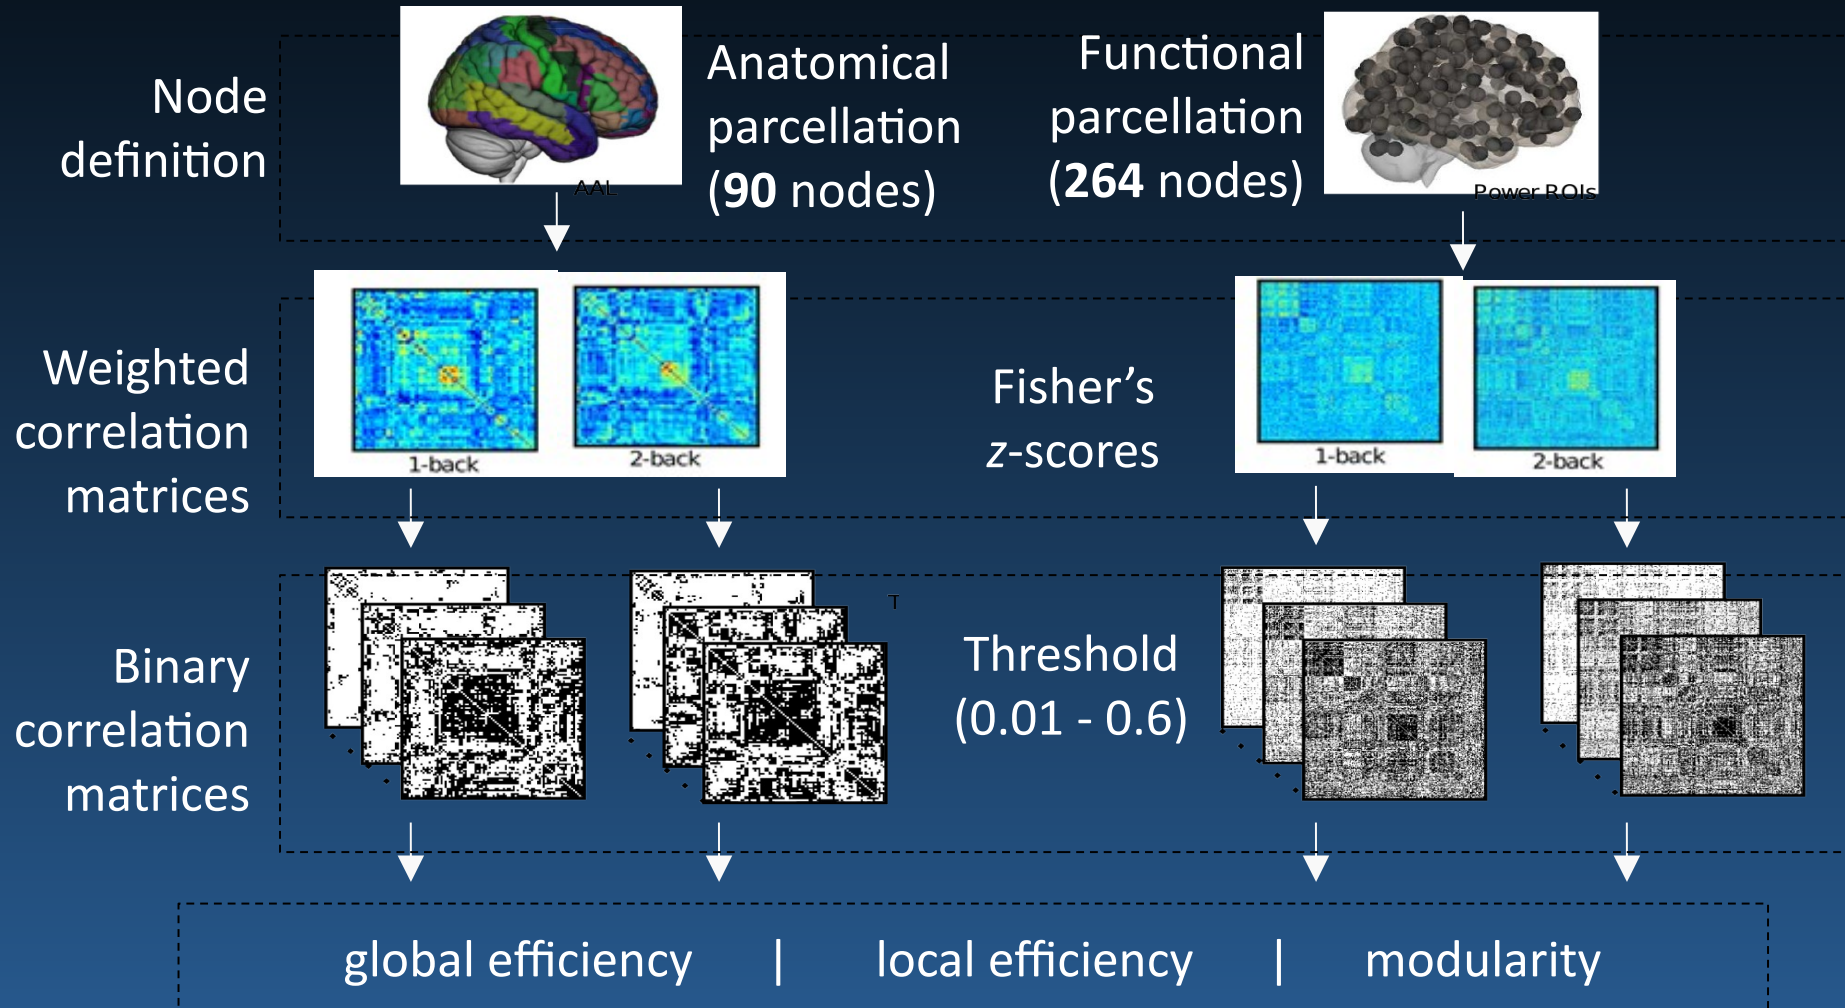 Node
definition
AAL
Anatomical
parcellation
(90 nodes)
Functional
parcellation
(264 nodes)
Power ROIs
Weighted
correlation
matrices
1-back
2-back
Fisher’s
z-scores
1-back
2-back
Binary
correlation
matrices
T
Threshold
(0.01 - 0.6)
global efficiency | local efficiency | modularity